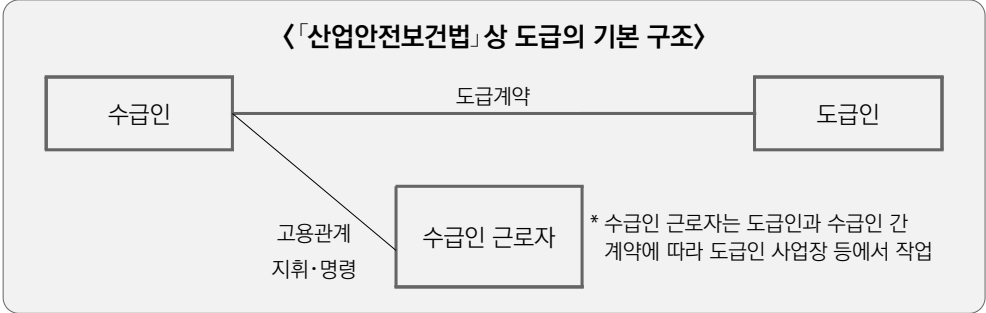 〈「산업안전보건법」상 도급의 기본 구조〉
수급인
도급계약
도급인
고용관계
지휘·명령
수급인 근로자
* 수급인 근로자는 도급인과 수급인 간
계약에 따라 도급인 사업장 등에서 작업